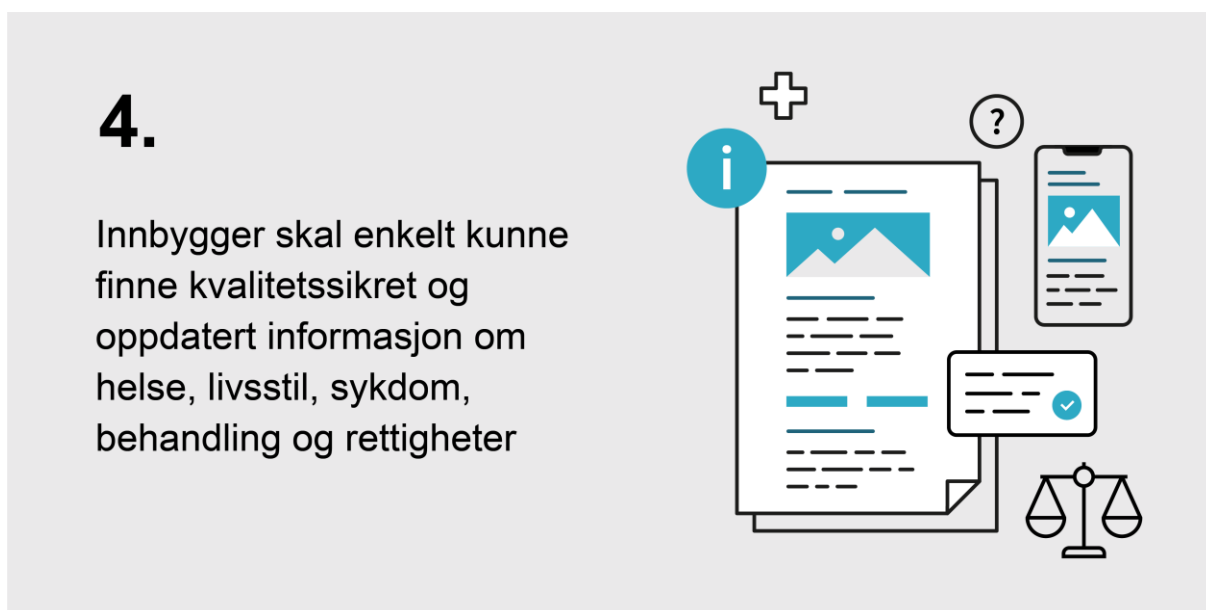 4.
Innbygger skal enkelt kunne
finne kvalitetssikret og
oppdatert informasjon om
helse, livsstil, sykdom,
behandling og rettigheter
i
?